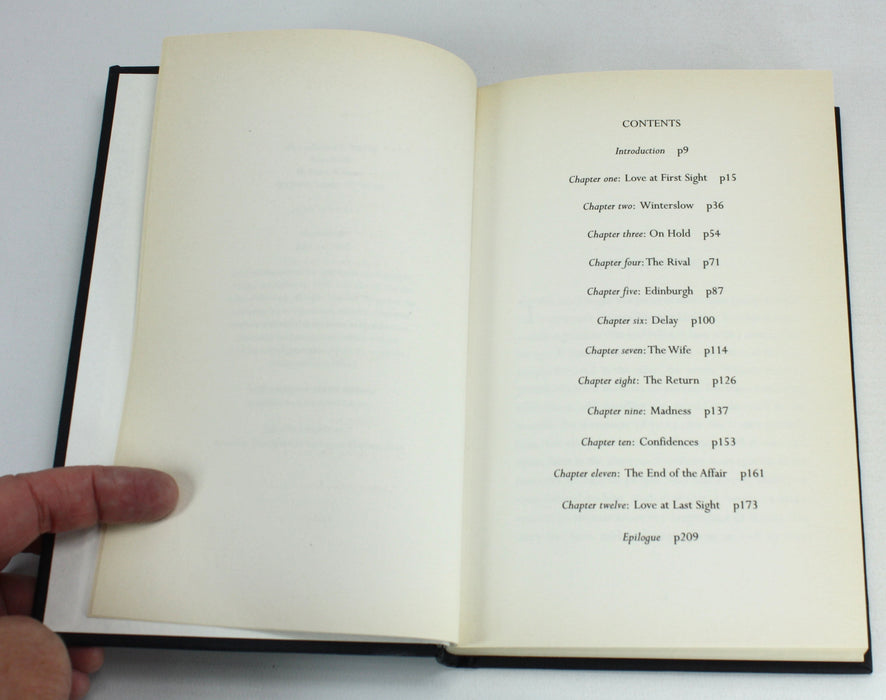 CONTENTS
Introduction p9
Chapter one: Love at First Sight p15
Chapter two: Winterslow p36
Chapter three: On Hold p54
Chapter four: The Rival p71
Chapter five: Edinburgh p87
Chapter six: Delay p100
Chapter seven: The Wife p114
Chapter eight: The Return p126
Chapter nine: Madness p137
Chapter ten: Confidences p153
Chapter eleven: The End of the Affair p161
Chapter twelve: Love at Last Sight p173
Epilogue p209